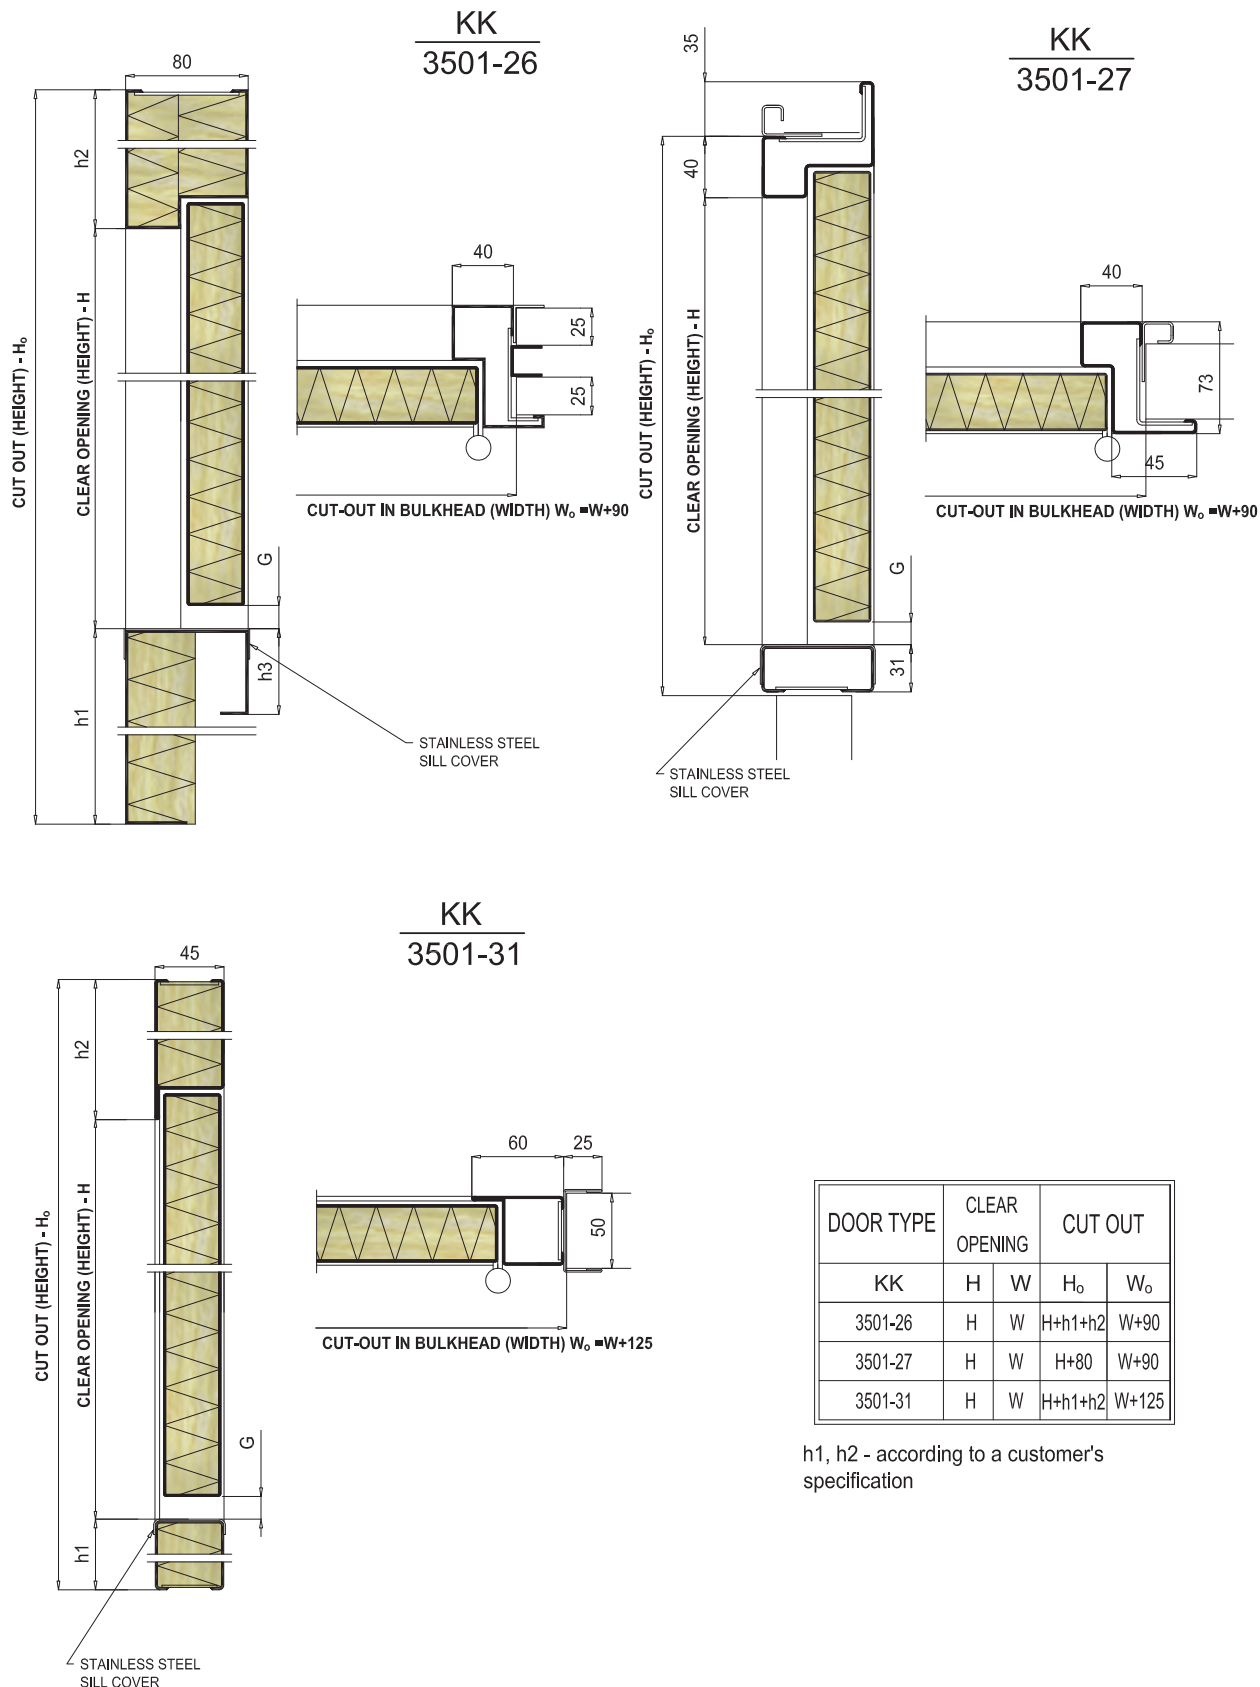 KK
3501-26
80
h2
CUT OUT (HEIGHT) - Ho
CLEAR OPENING (HEIGHT) - H
40
25
25
CUT-OUT IN BULKHEAD (WIDTH) Wo =W+90
G
h3
h1
STAINLESS STEEL
SILL COVER
KK
3501-27
35
40
CUT OUT (HEIGHT) - Ho
CLEAR OPENING (HEIGHT) - H
40
73
45
CUT-OUT IN BULKHEAD (WIDTH) Wo =W+90
G
31
STAINLESS STEEL
SILL COVER
KK
3501-31
45
h2
CUT OUT (HEIGHT) - Ho
CLEAR OPENING (HEIGHT) - H
60 25
50
CUT-OUT IN BULKHEAD (WIDTH) Wo =W+125
G
h1
STAINLESS STEEL
SILL COVER
DOOR TYPE CLEAR OPENING CUT OUT
KK H W Ho Wo
3501-26 H W H+h1+h2 W+90
3501-27 H W H+80 W+90
3501-31 H W H+h1+h2 W+125
h1, h2 - according to a customer's
specification